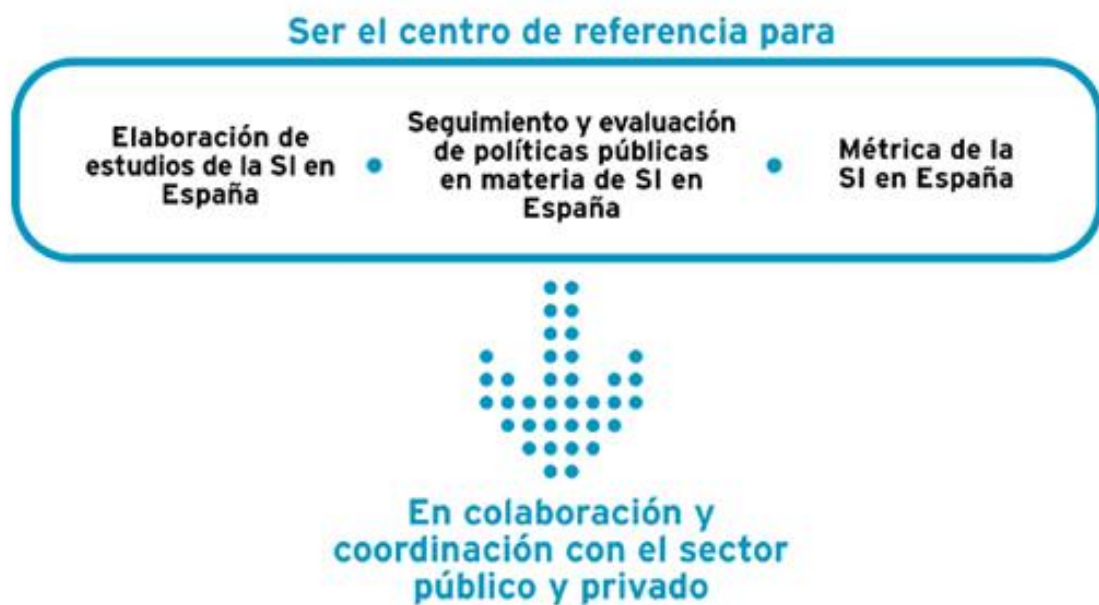 Ser el centro de referencia para
Elaboración de
estudios de la SI en
España
Seguimiento y evaluación
de políticas públicas
en materia de SI en
España
Métrica de la
SI en España
En colaboración y
coordinación con el sector
público y privado